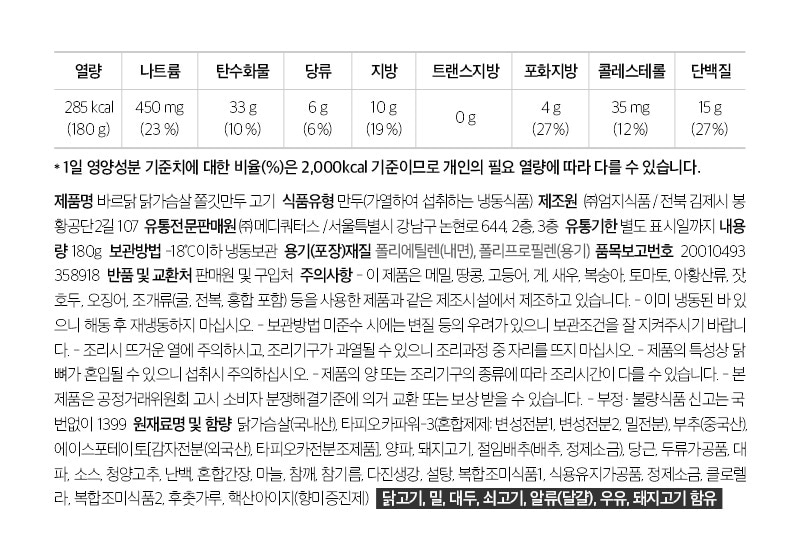 열량 나트륨 탄수화물 당류 지방 트랜스지방 포화지방 콜레스테롤 단백질
285 kcal 450 mg 33 g 6 g 10 g 0 g 4 g 35 mg 15 g
(180 g) (23 %) (10 %) (6%) (19 %) (27%) (12%) (27%)
* 1일 영양성분 기준치에 대한 비율(%)은 2,000kcal 기준이므로 개인의 필요 열량에 따라 다를 수 있습니다.
제품명 바르닭 닭가슴살 쫄깃만두 고기 식품유형 만두(가열하여 섭취하는 냉동식품) 제조원 ㈜엄지식품 / 전북 김제시 봉
황공단2길 107 유통전문판매원 ㈜메디쿼터스 / 서울특별시 강남구 논현로 644, 2층, 3층 유통기한 별도 표시일까지 내용
량 180g 보관방법 -18℃이하 냉동보관 용기(포장)재질 폴리에틸렌(내면), 폴리프로필렌(용기) 품목보고번호 20010493
358918 반품 및 교환처 판매원 및 구입처 주의사항 - 이 제품은 메밀, 땅콩, 고등어, 게, 새우, 복숭아, 토마토, 아황산류, 잣,
호두, 오징어, 조개류(굴, 전복, 홍합 포함) 등을 사용한 제품과 같은 제조시설에서 제조하고 있습니다. - 이미 냉동된 바 있
으니 해동 후 재냉동하지 마십시오. - 보관방법 미준수 시에는 변질 등의 우려가 있으니 보관조건을 잘 지켜주시기 바랍니
다. - 조리시 뜨거운 열에 주의하시고, 조리기구가 과열될 수 있으니 조리과정 중 자리를 뜨지 마십시오. - 제품의 특성상 닭
뼈가 혼입될 수 있으니 섭취시 주의하십시오. - 제품의 양 또는 조리기구의 종류에 따라 조리시간이 다를 수 있습니다. - 본
제품은 공정거래위원회 고시 소비자 분쟁해결기준에 의거 교환 또는 보상 받을 수 있습니다. - 부정·불량식품 신고는 국
번없이 1399 원재료명 및 함량 닭가슴살(국내산), 타피오카파워-3(혼합제제: 변성전분1, 변성전분2, 밀전분), 부추(중국산),
에이스포테이토[감자전분(외국산), 타피오카전분조제품], 양파, 돼지고기, 절임배추(배추, 정제소금), 당근, 두류가공품, 대
파, 소스, 청양고추, 난백, 혼합간장, 마늘, 참깨, 참기름, 다진생강, 설탕, 복합조미식품1, 식용유지가공품, 정제소금, 클로렐
라, 복합조미식품2, 후춧가루, 핵산아이지(향미증진제) 닭고기, 밀, 대두, 쇠고기, 알류(달걀), 우유, 돼지고기 함유